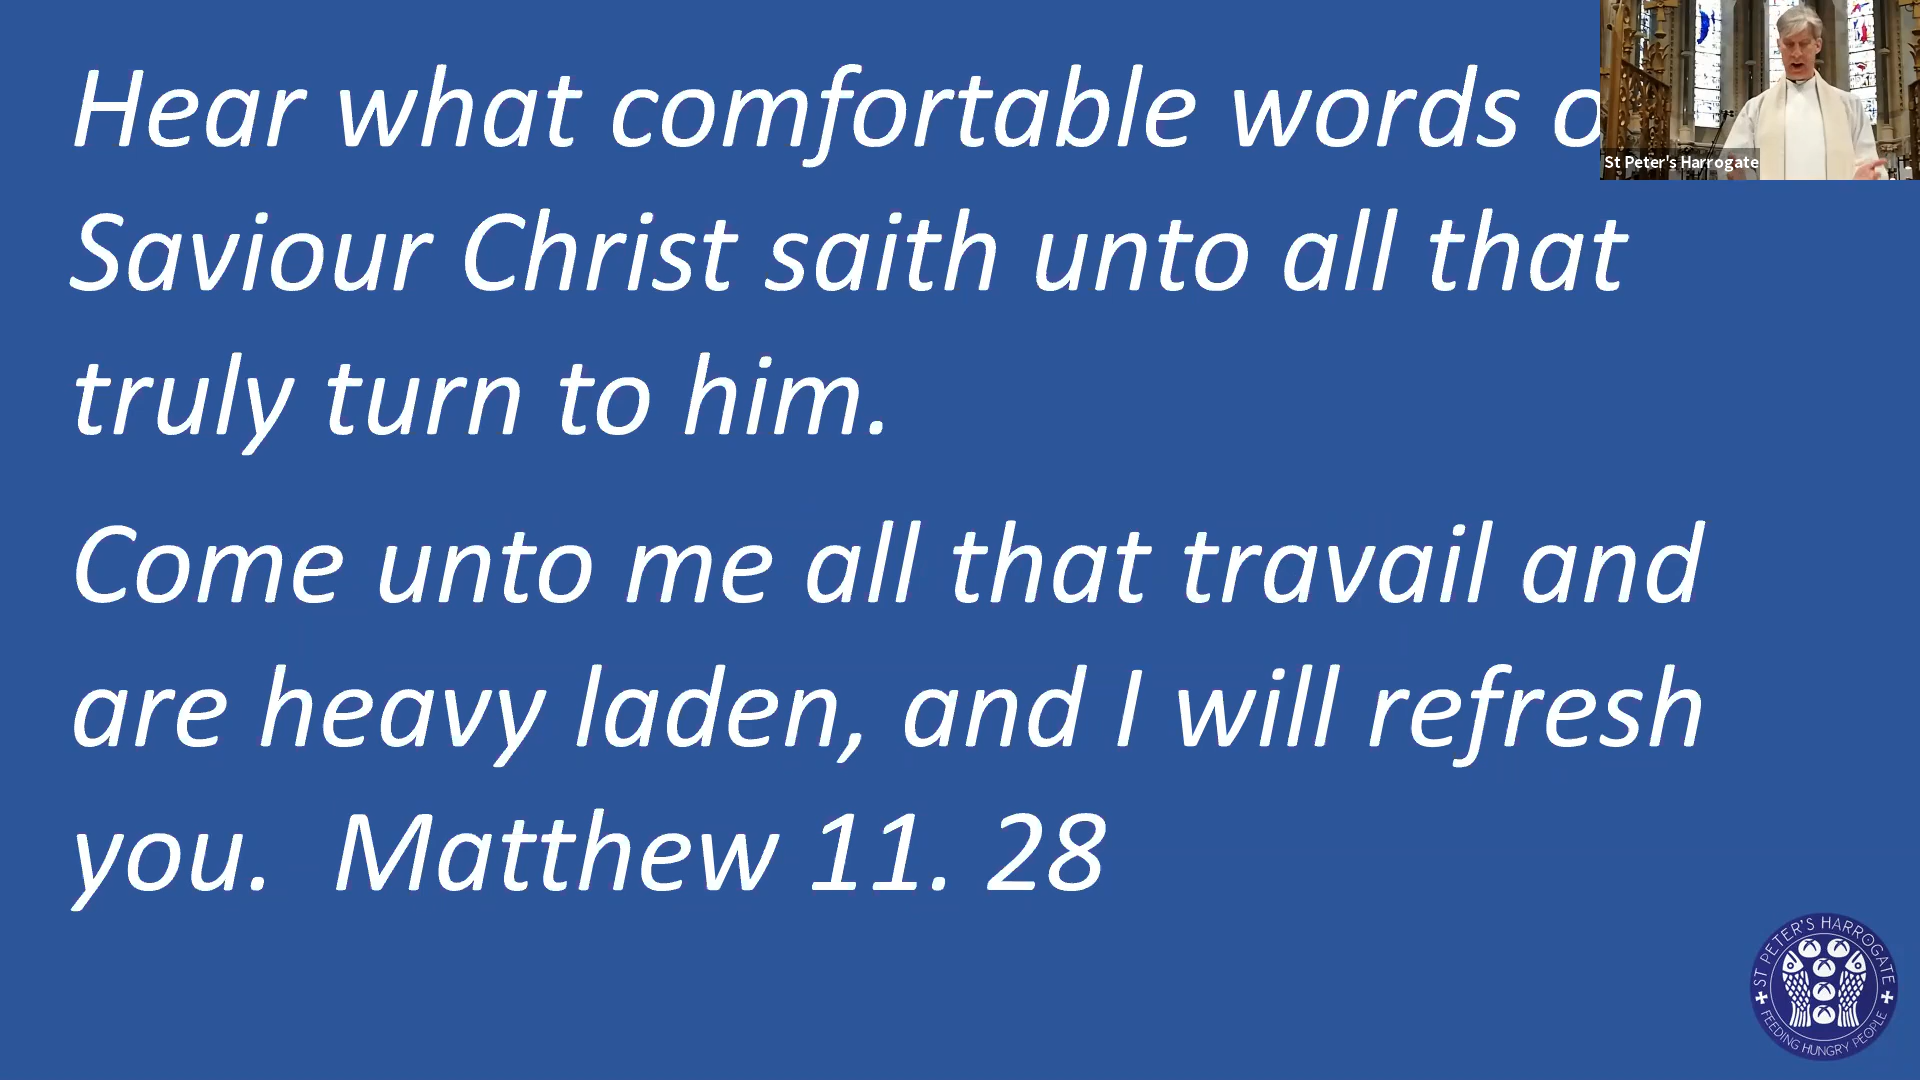 Hear what comfortable words
Saviour Christ saith unto all that
truly turn to him.
Come unto me all that travail and
are heavy laden, and I will refresh
you. Matthew 11. 28
St Peter's Harrogate
ST PETER'S HARROGATE
FEEDING HUNGRY PEOPLE